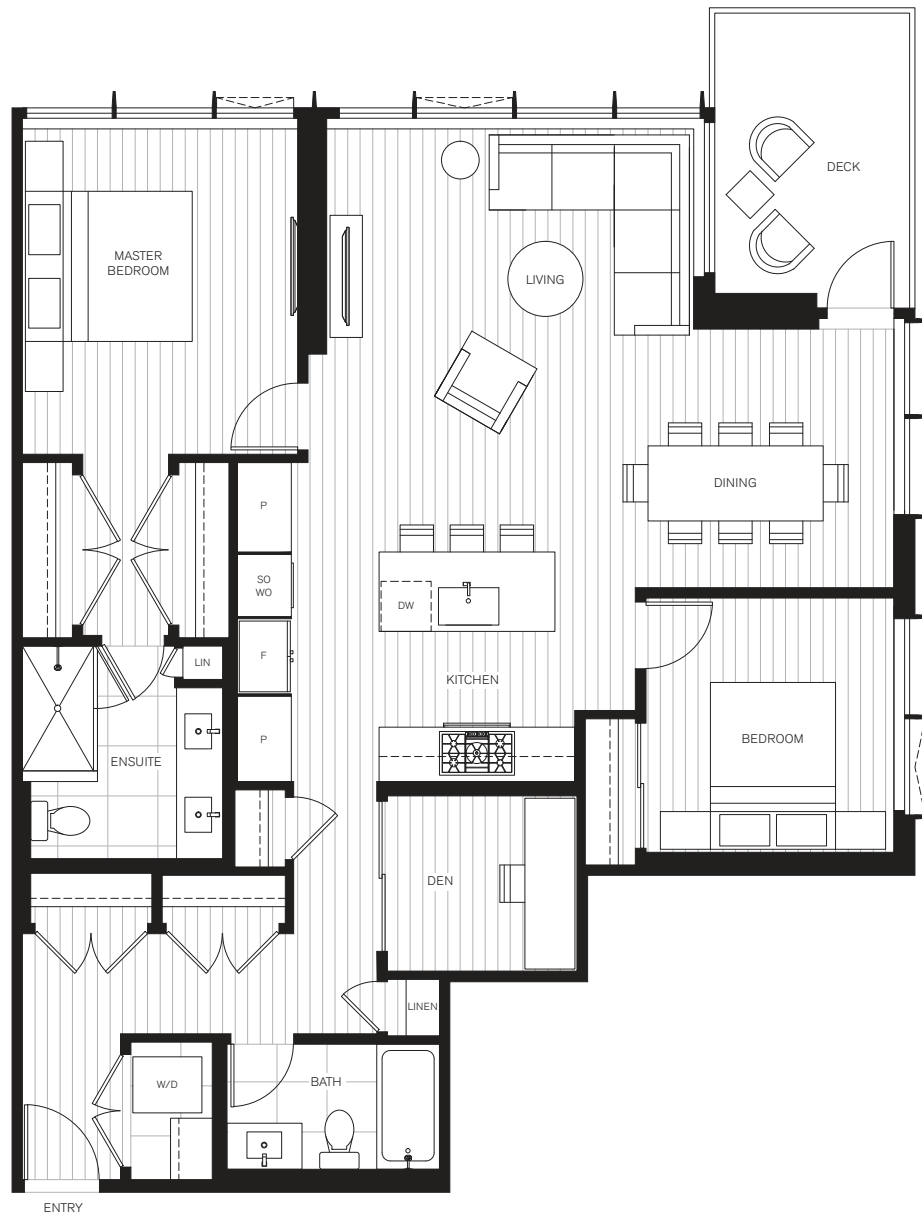 DECK
MASTER
BEDROOM
LIVING
DINING
P
SO
WO
DW
F
LIN
KITCHEN
P
ENSUITE
BEDROOM
DEN
LINEN
W/D
BATH
ENTRY